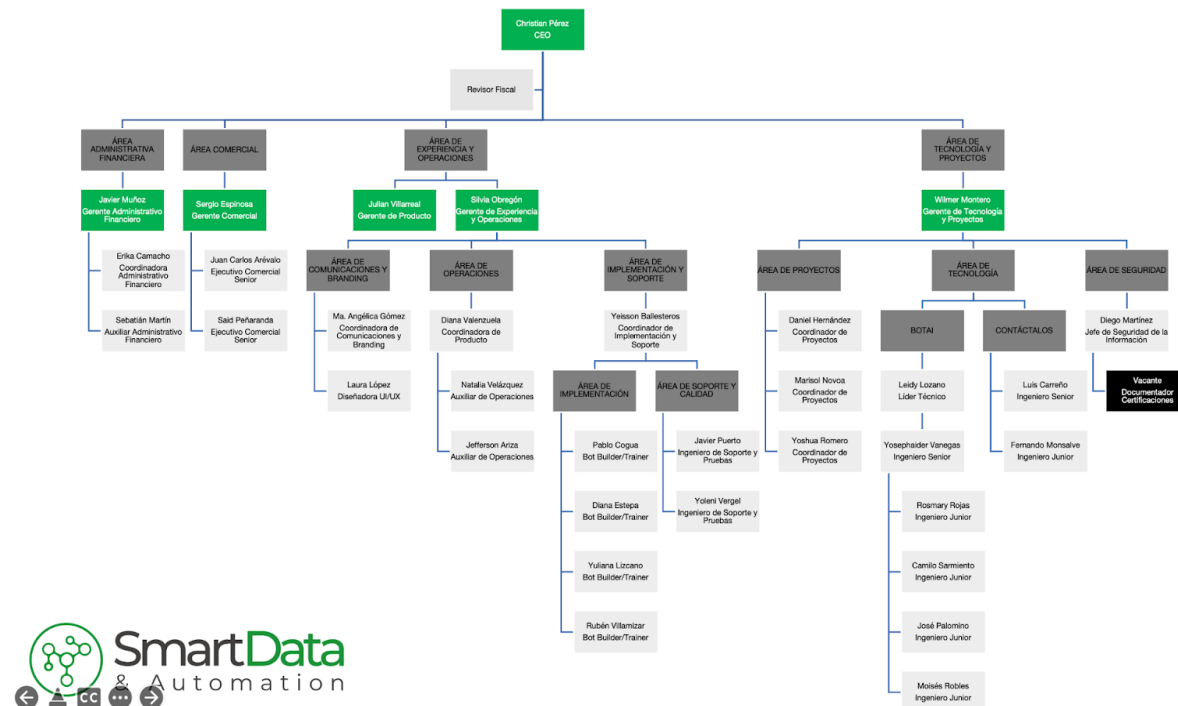 Christian Pérez
CEO
Revisor Fiscal
ÁREA
ADMINISTRATIVA
FINANCIERA
ÁREA COMERCIAL
ÁREA DE
EXPERIENCIA Y
OPERACIONES
ÁREA DE
TECNOLOGÍA Y
PROYECTOS
Javier Muñoz
Gerente Administrativo
Financiero
Sergio Espinosa
Gerente Comercial
Julian Villarreal
Gerente de Producto
Silvia Obregón
Gerente de Experiencia
y Operaciones
Wilmer Montero
Gerente de Tecnología
y Proyectos
Erika Camacho
Coordinadora
Administrativo
Financiero
Juan Carlos Arévalo
Ejecutivo Comercial
Senior
ÁREA DE
COMUNICACIONES Y
BRANDING
ÁREA DE
OPERACIONES
ÁREA DE
IMPLEMENTACIÓN Y
SOPORTE
ÁREA DE PROYECTOS
ÁREA DE
TECNOLOGÍA
ÁREA DE SEGURIDAD
Sebatián Martín
Auxiliar Administrativo
Financiero
Said Peñaranda
Ejecutivo Comercial
Senior
Ma. Angélica Gómez
Coordinadora de
Comunicaciones y
Branding
Diana Valenzuela
Coordinadora de
Producto
Yeisson Ballesteros
Coordinador de
Implementación y
Soporte
Daniel Hernández
Coordinador de
Proyectos
BOTAI
CONTÁCTALOS
Diego Martínez
Jefe de Seguridad de la
Información
Laura López
Diseñadora UI/UX
Natalia Velázquez
Auxiliar de Operaciones
ÁREA DE
IMPLEMENTACIÓN
ÁREA DE SOPORTE Y
CALIDAD
Marisol Novoa
Coordinador de
Proyectos
Leidy Lozano
Líder Técnico
Luis Carreño
Ingeniero Senior
Vacante
Documentador
Certificaciones
Jefferson Ariza
Auxiliar de Operaciones
Pablo Cogua
Bot Builder/Trainer
Javier Puerto
Ingeniero de Soporte y
Pruebas
Yoshua Romero
Coordinador de
Proyectos
Yosephaider Vanegas
Ingeniero Senior
Fernando Monsalve
Ingeniero Junior
Diana Estepa
Bot Builder/Trainer
Yoleni Vergel
Ingeniero de Soporte y
Pruebas
Rosmary Rojas
Ingeniero Junior
Yuliana Lizcano
Bot Builder/Trainer
Camilo Sarmiento
Ingeniero Junior
Rubén Villamizar
Bot Builder/Trainer
José Palomino
Ingeniero Junior
Moisés Robles
Ingeniero Junior
SmartData
& Automation
CC